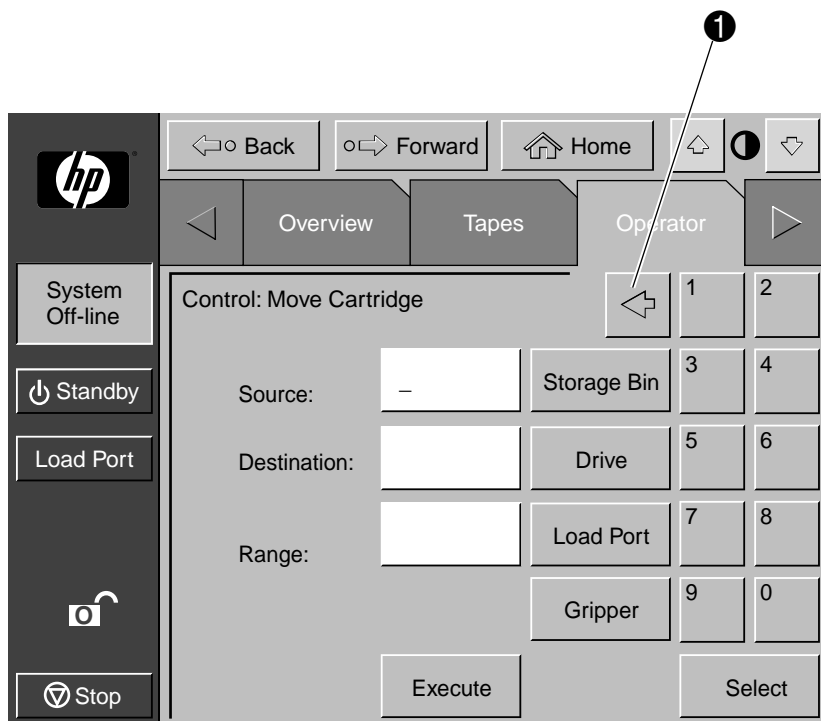 1
Back
Forward
Home
hp
Overview
Tapes
Operator
System
Off-line
Control: Move Cartridge
1
2
Standby
Source:
_
Storage Bin
3
4
Load Port
Destination:
Drive
5
6
Range:
Load Port
7
8
Gripper
9
0
Stop
Execute
Select